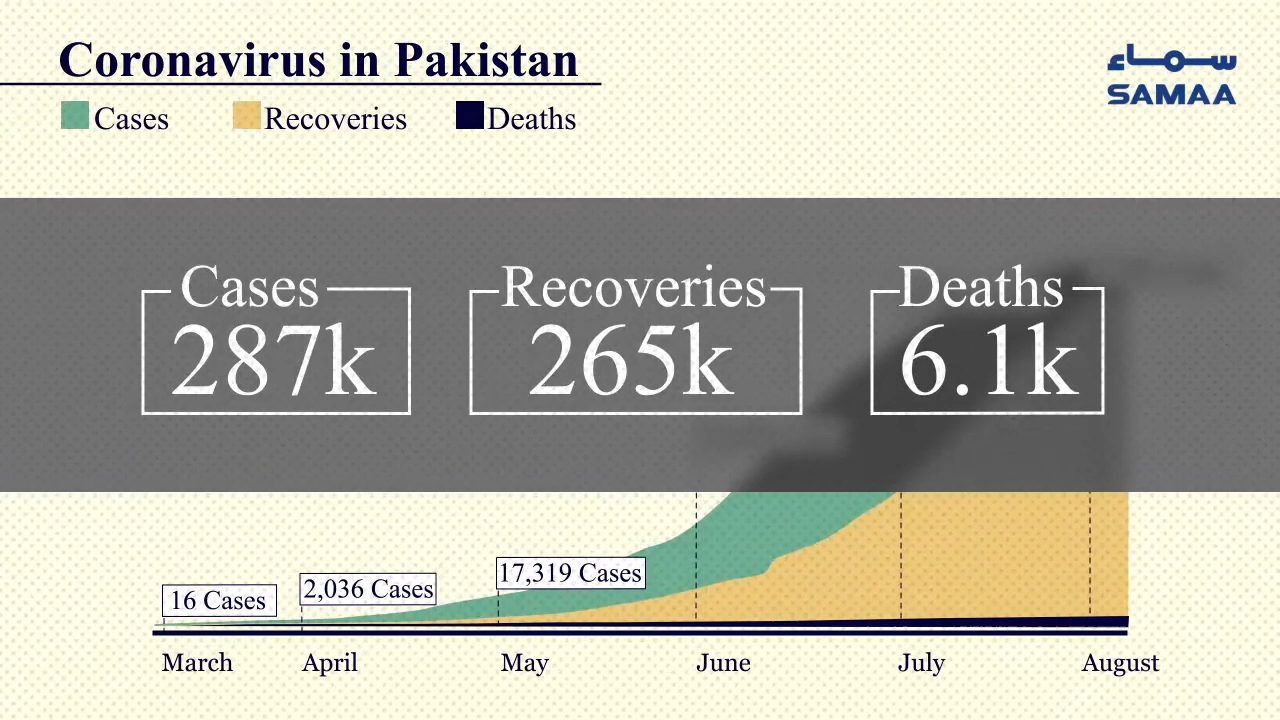 Coronavirus in Pakistan
سماء
SAMAA
Cases Recoveries Deaths
Cases Recoveries Deaths
287k 265k 6.1k
17,319 Cases
2,036 Cases
16 Cases
March April May June July August